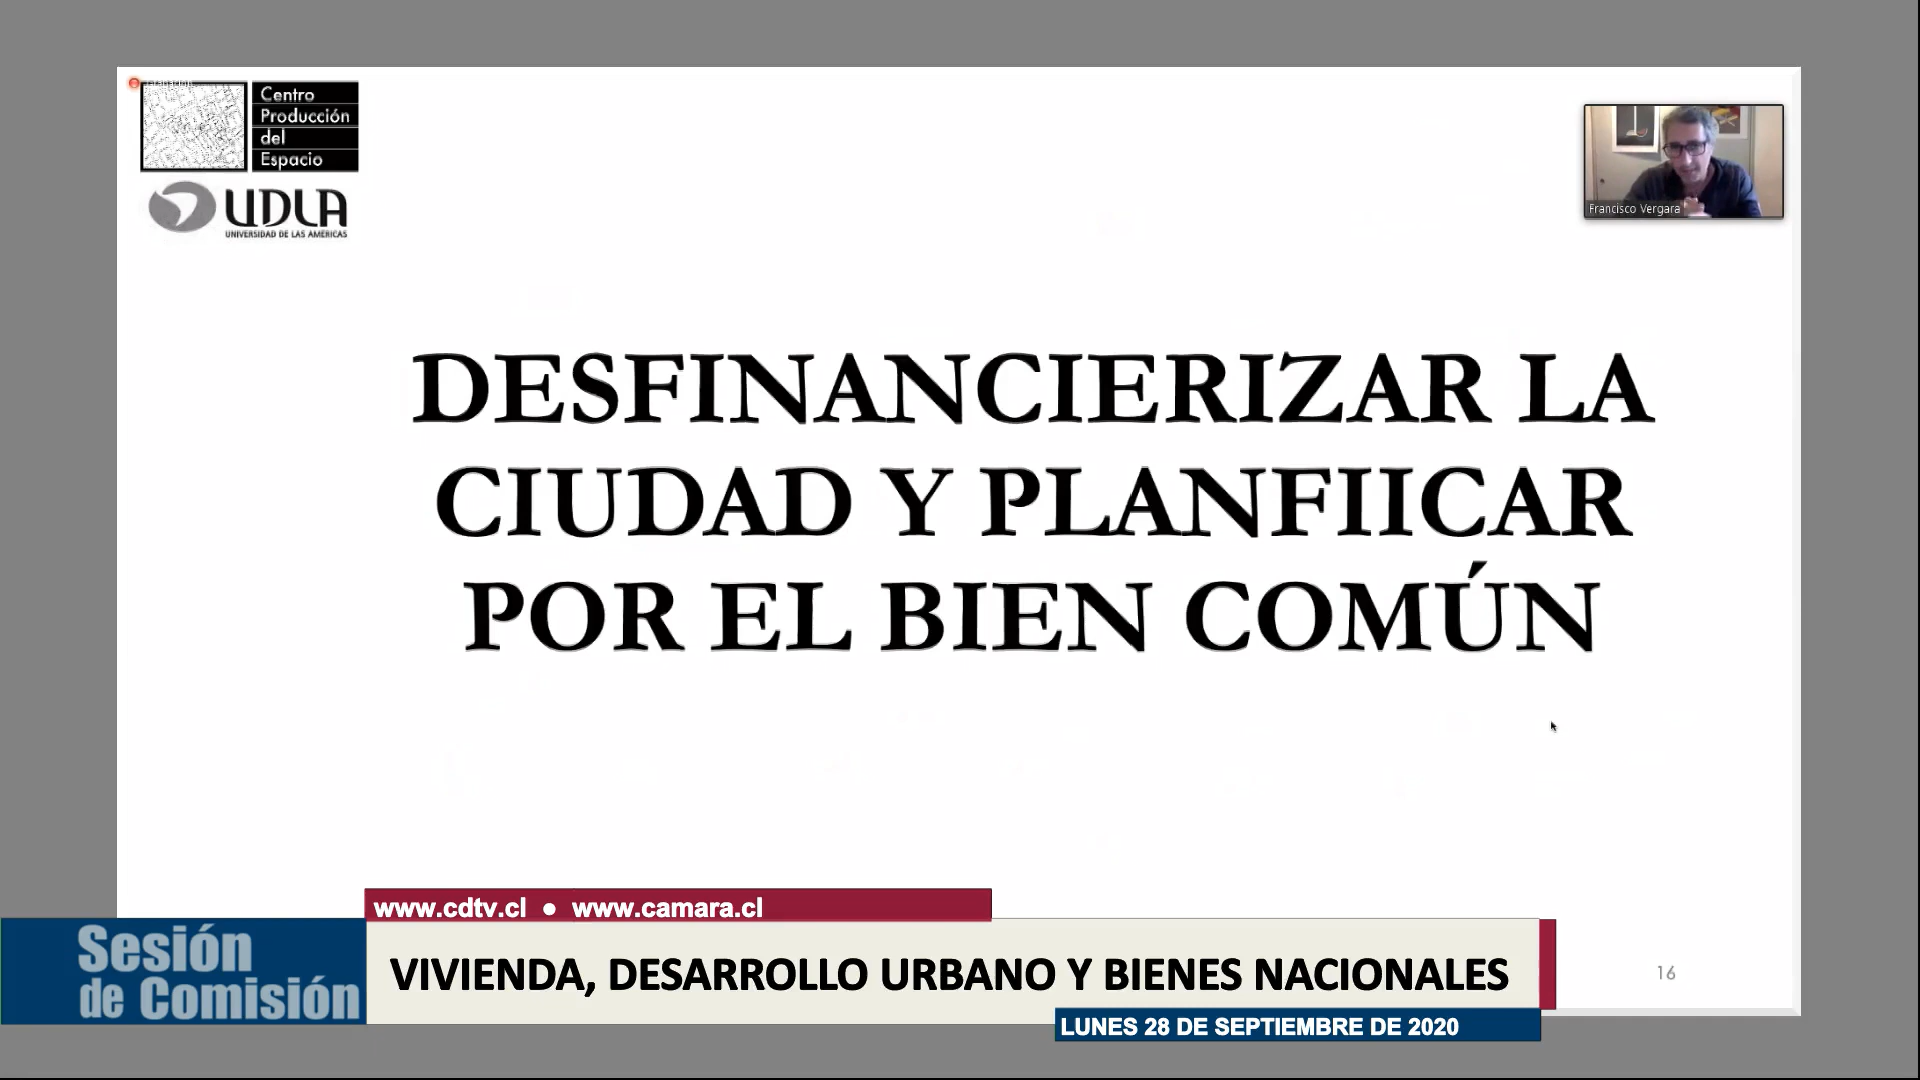 Grabación
Centro
Producción
del
Espacio
UDLA
UNIVERSIDAD DE LAS AMÉRICAS
Francisco Vergara
DESFINANCIERIZAR LA
CIUDAD Y PLANFIICAR
POR EL BIEN COMÚN
www.cdtv.cl ● www.camara.cl
Sesión
de Comisión
VIVIENDA, DESARROLLO URBANO Y BIENES NACIONALES
16
LUNES 28 DE SEPTIEMBRE DE 2020